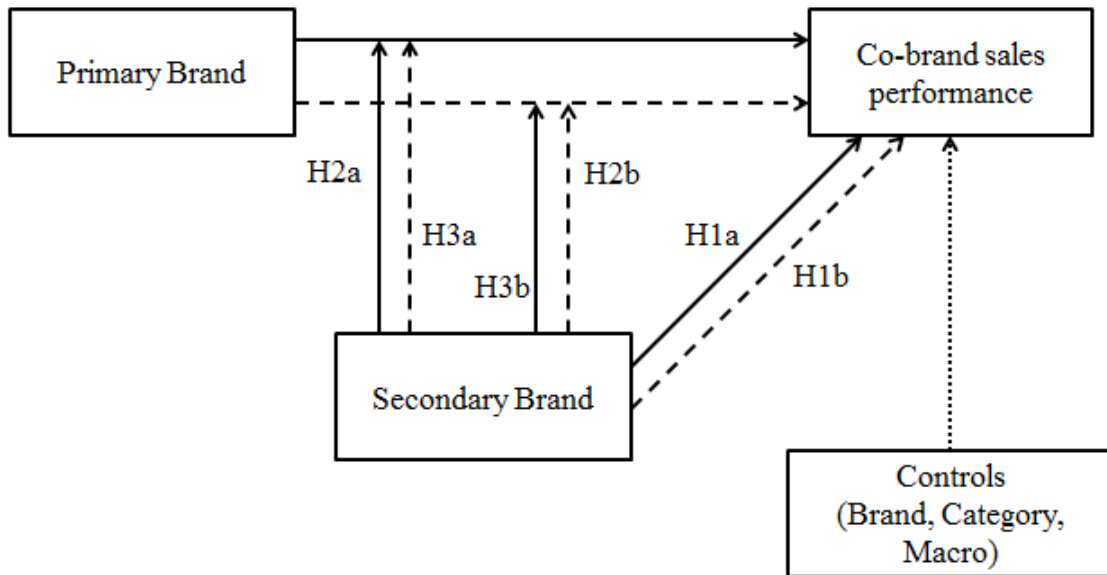 Primary Brand
Co-brand sales
performance
H2a
H2b
H3a
H1a
H3b
H1b
Secondary Brand
Controls
(Brand, Category,
Macro)